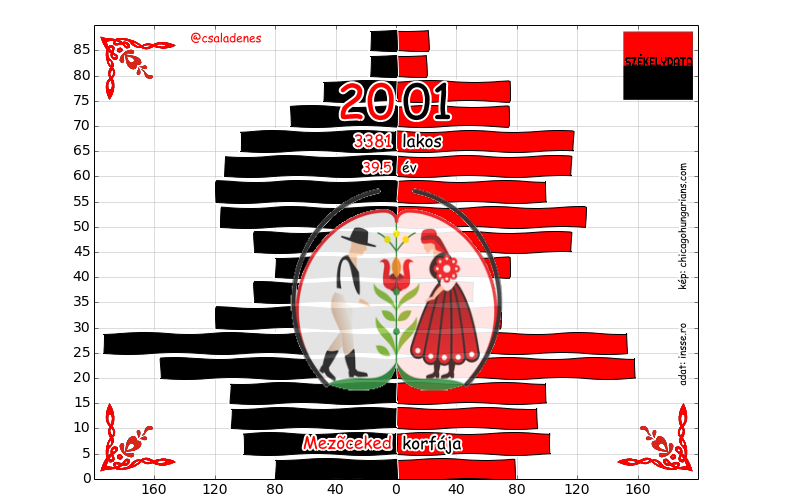 @csaladenes
SZÉKELYDATA
2001
3381 lakos
39.5 év
kép: chicagohungarians.com
adat: insse.ro
Mezőceked korfája
85
80
75
70
65
60
55
50
45
40
35
30
25
20
15
10
5
0
160 120 80 40 0 40 80 120 160